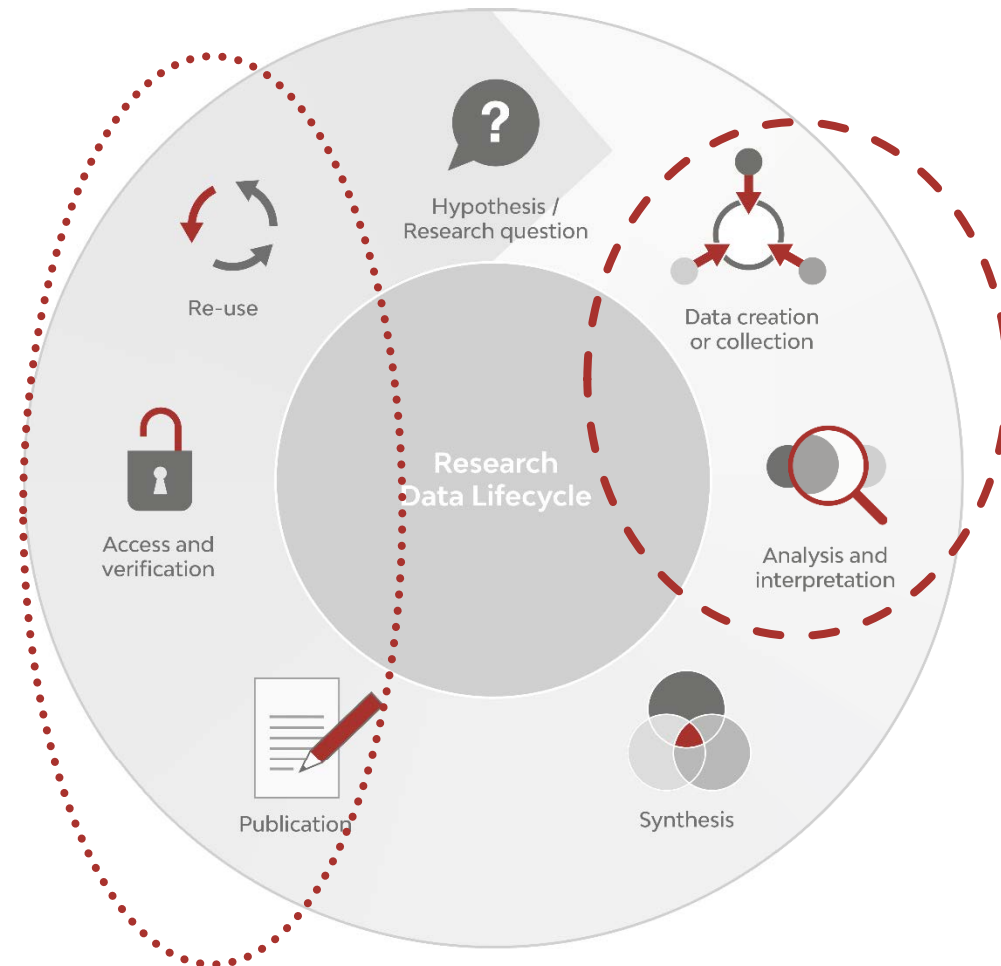 ?
Hypothesis /
Research question
Data creation
or collection
Analysis and
interpretation
Synthesis
Publication
Access and
verification
Re-use
Research
Data Lifecycle